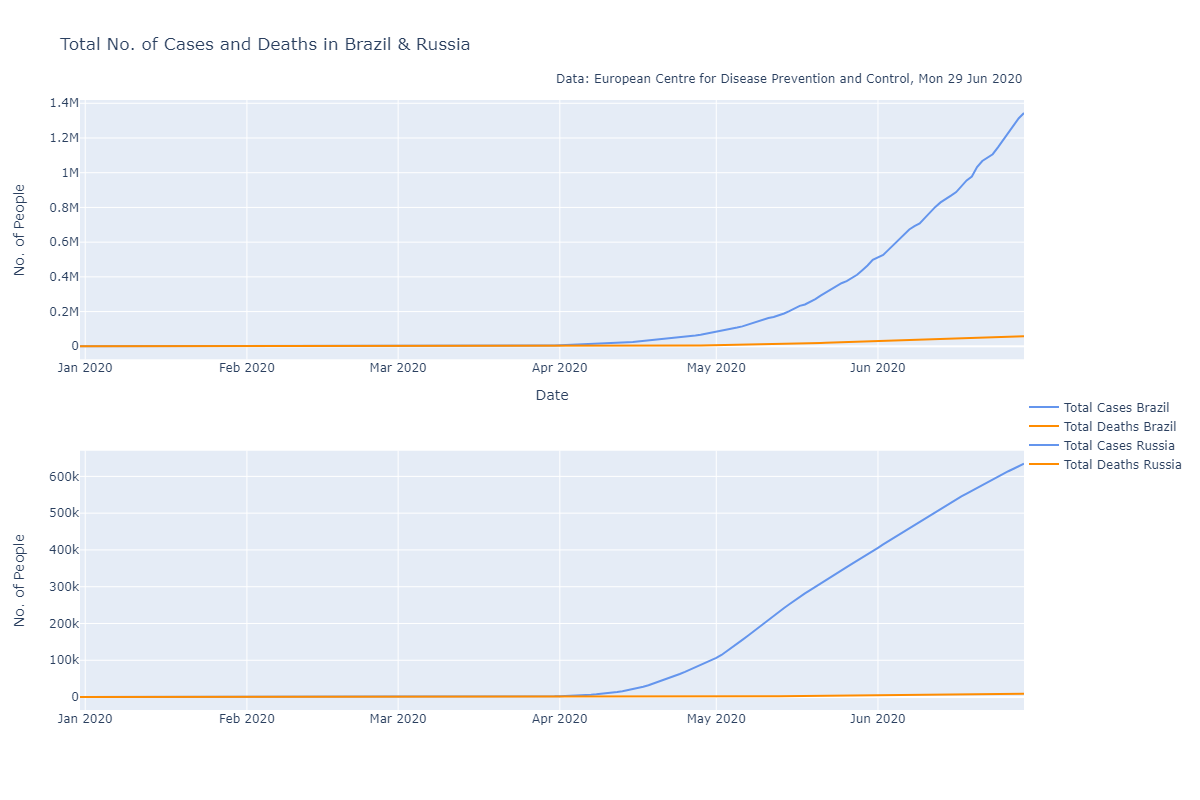 Total No. of Cases and Deaths in Brazil & Russia
Data: European Centre for Disease Prevention and Control, Mon 29 Jun 2020
No. of People
1.4M
1.2M
1M
0.8M
0.6M
0.4M
0.2M
0
Jan 2020 Feb 2020 Mar 2020 Apr 2020 May 2020 Jun 2020
Date
Total Cases Brazil
Total Deaths Brazil
Total Cases Russia
Total Deaths Russia
No. of People
600k
500k
400k
300k
200k
100k
0
Jan 2020 Feb 2020 Mar 2020 Apr 2020 May 2020 Jun 2020